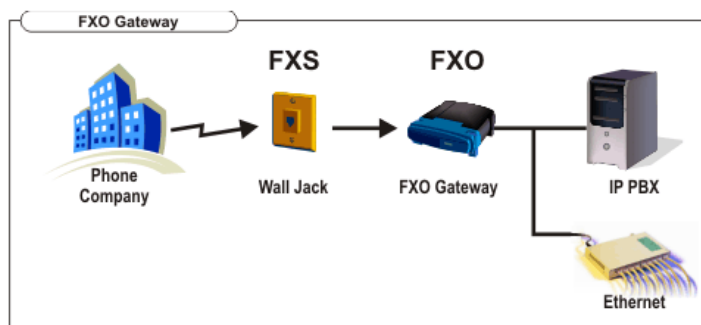 FXO Gateway
FXS
FXO
Phone
Company
Wall Jack
FXO Gateway
IP PBX
Ethernet